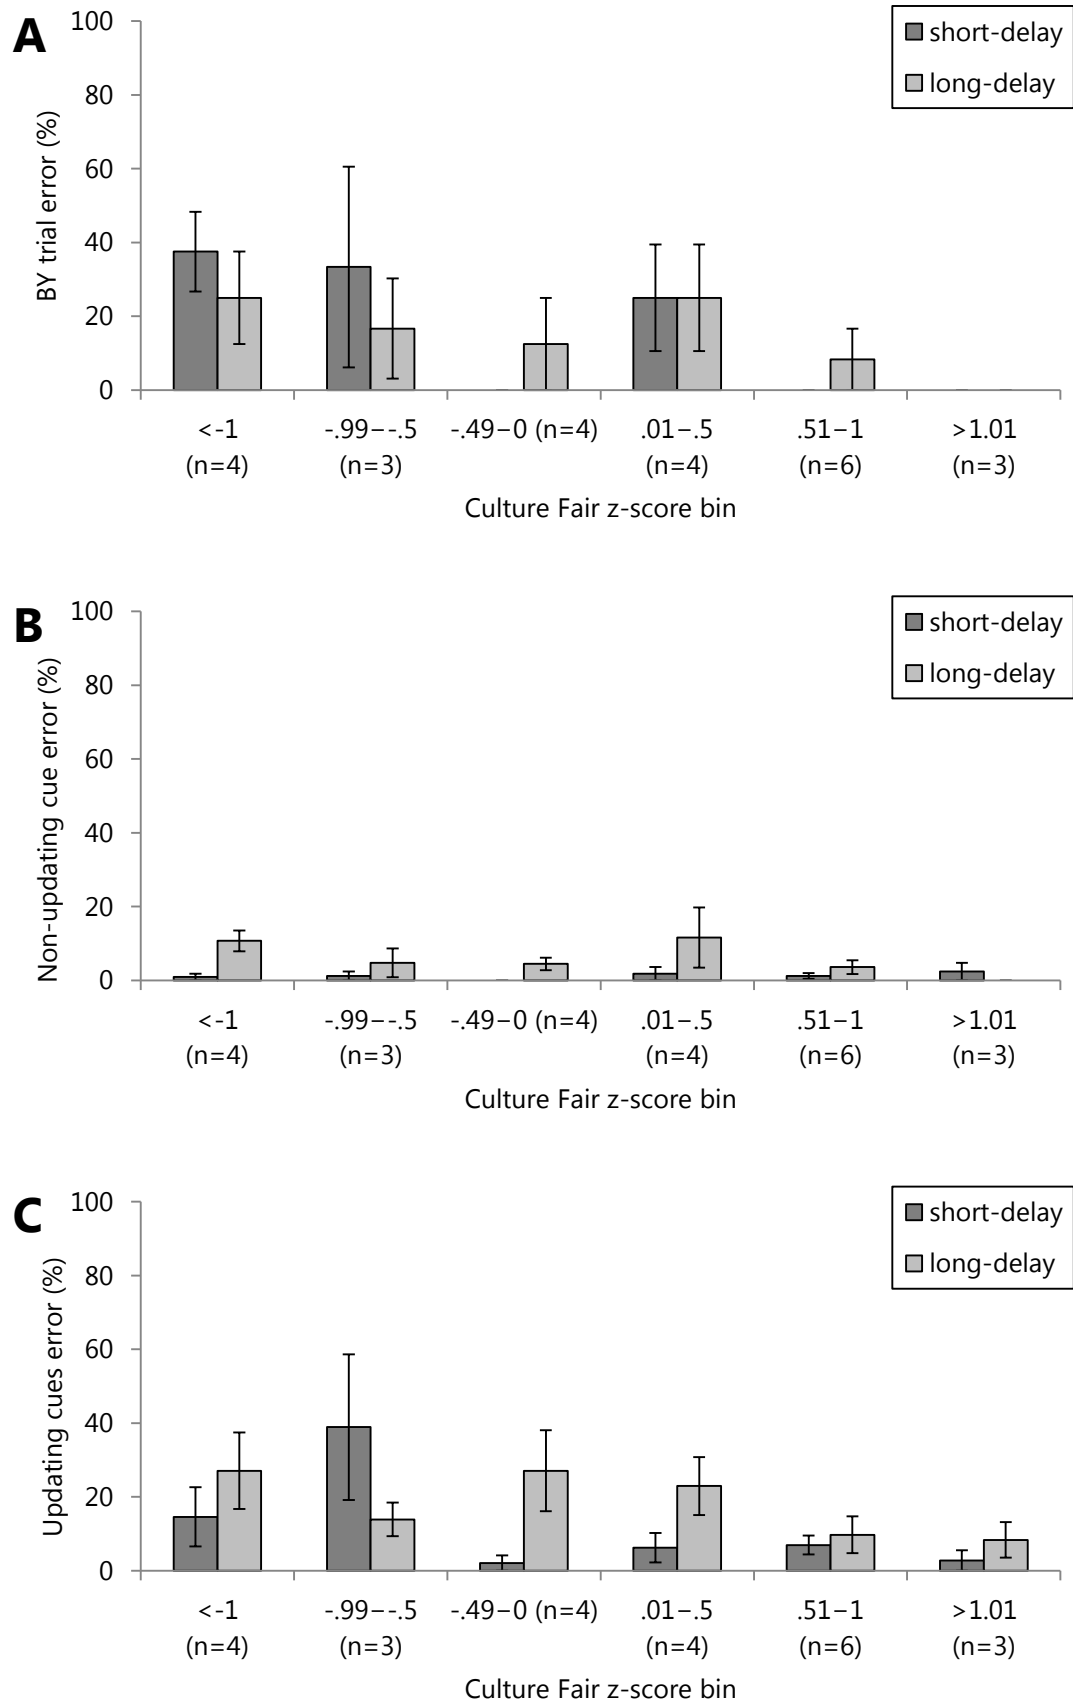 A
100
80
60
40
20
0
BY trial error (%)
short-delay
long-delay
<-1 -.99–-.5 -.49–0 (n=4) .01–.5 .51–1 >1.01
(n=4) (n=3) (n=4) (n=6) (n=3)
Culture Fair z-score bin
B
100
80
60
40
20
0
Non-updating cue error (%)
short-delay
long-delay
<-1 -.99–-.5 -.49–0 (n=4) .01–.5 .51–1 >1.01
(n=4) (n=3) (n=4) (n=6) (n=3)
Culture Fair z-score bin
C
100
80
60
40
20
0
Updating cues error (%)
short-delay
long-delay
<-1 -.99–-.5 -.49–0 (n=4) .01–.5 .51–1 >1.01
(n=4) (n=3) (n=4) (n=6) (n=3)
Culture Fair z-score bin